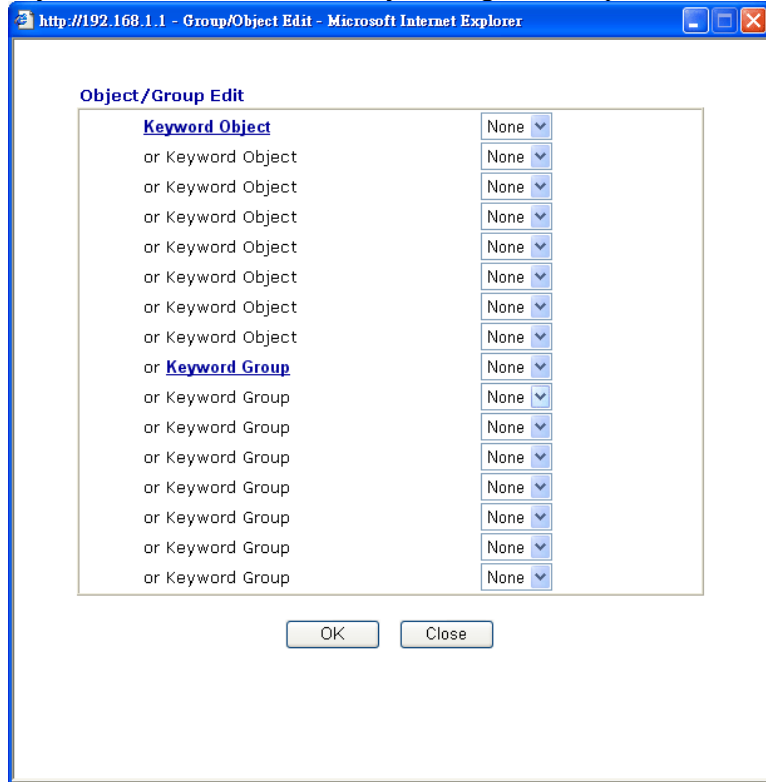 http://192.168.1.1 - Group/Object Edit - Microsoft Internet Explorer
Object/Group Edit
Keyword Object None
or Keyword Object None
or Keyword Object None
or Keyword Object None
or Keyword Object None
or Keyword Object None
or Keyword Object None
or Keyword Object None
or Keyword Group None
or Keyword Group None
or Keyword Group None
or Keyword Group None
or Keyword Group None
or Keyword Group None
or Keyword Group None
or Keyword Group None
OK Close